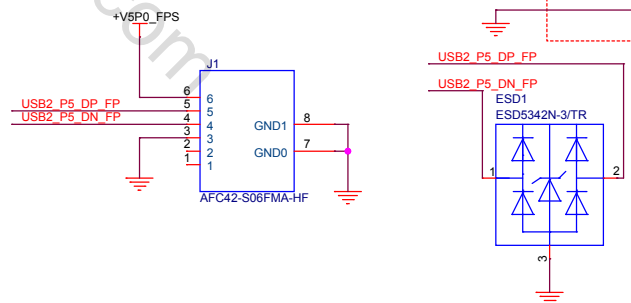 +V5P0_FPS
com
J1
6 6
USB2_P5_DP_FP 5 5
USB2_P5_DN_FP 4 4
3 3
2 2
1 1
GND1 8
GND0 7
AFC42-S06FMA-HF
USB2_P5_DP_FP
USB2_P5_DN_FP
ESD1
ESD5342N-3/TR
1
2
3